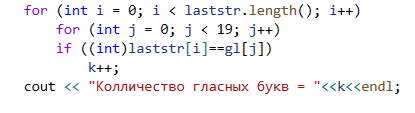 for (int i = 0; i < laststr.length(); i++)
for (int j = 0; j < 19; j++)
if ((int)laststr[i]==gl[j])
k++;
cout << "Колличество гласных букв = "<<k<<endl;